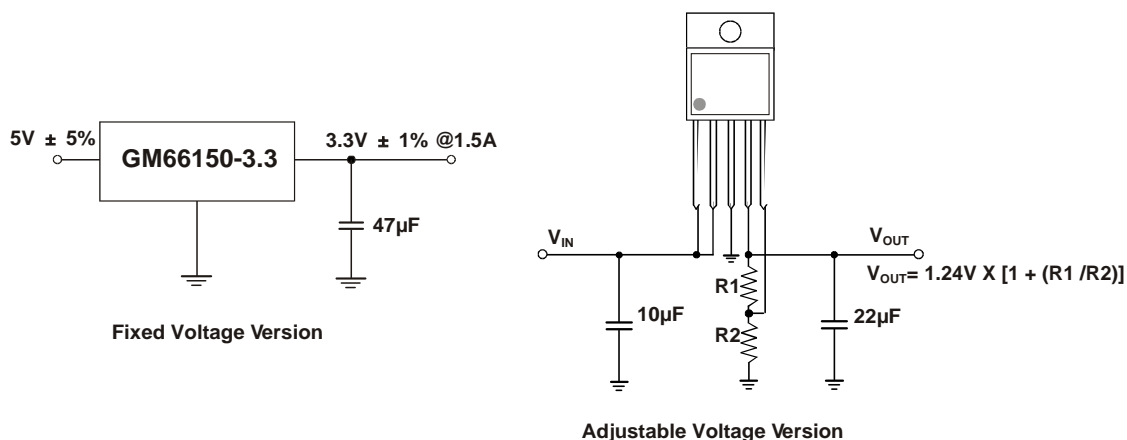 5V ± 5%
GM66150-3.3
3.3V ± 1% @1.5A
47µF
Fixed Voltage Version
VIN
VOUT
VOUT= 1.24V X [1 + (R1 /R2)]
R1
10µF
R2
22µF
Adjustable Voltage Version